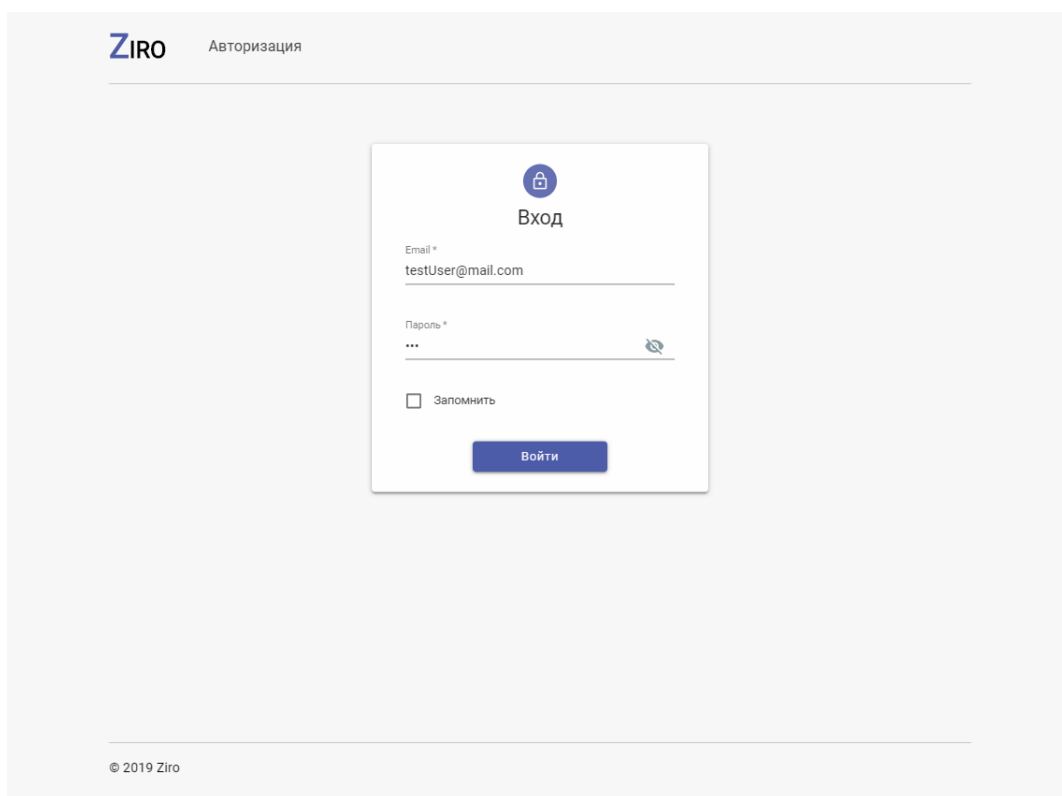 ZIRO Авторизация
Вход
Email *
testUser@mail.com
Пароль *
•••
Запомнить
Войти
© 2019 Ziro